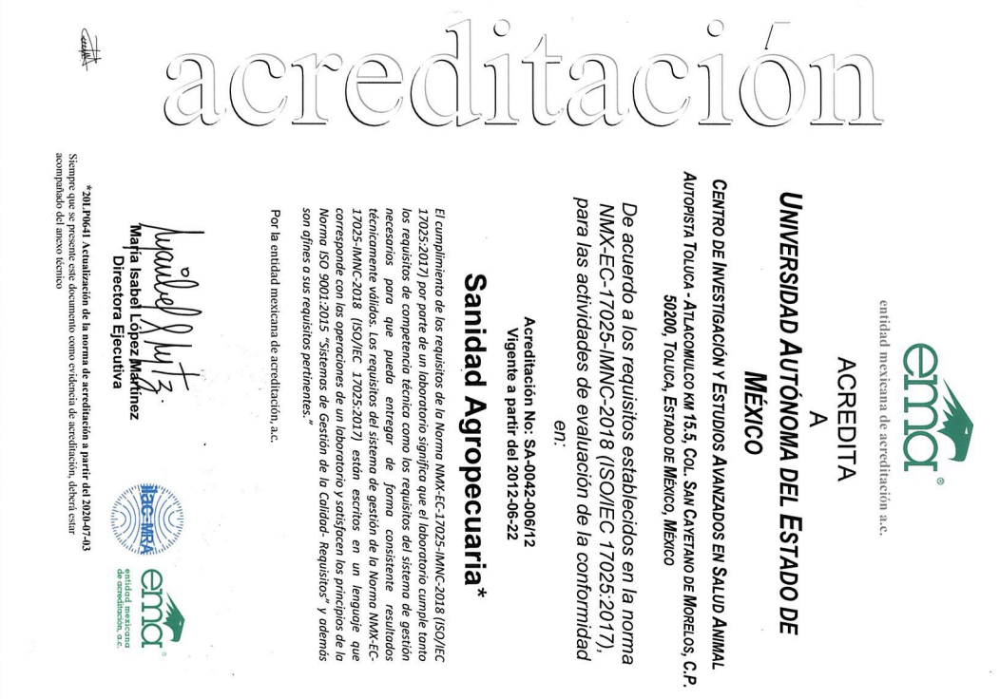 acreditación
ema®
entidad mexicana de acreditación a.c.
ACREDITA
A
UNIVERSIDAD AUTÓNOMA DEL ESTADO DE
MÉXICO
CENTRO DE INVESTIGACIÓN Y ESTUDIOS AVANZADOS EN SALUD ANIMAL
AUTOPISTA TOLUCA - ATLACOMULCO KM 15.5, COL. SAN CAYETANO DE MORELOS, C.P.
50200, TOLUCA, ESTADO DE MÉXICO, MÉXICO
De acuerdo a los requisitos establecidos en la norma
NMX-EC-17025-IMNC-2018 (ISO/IEC 17025:2017),
para las actividades de evaluación de la conformidad
en:
Acreditación No: SA-0042-006/12
Vigente a partir del 2012-06-22
Sanidad Agropecuaria*
El cumplimiento de los requisitos de la Norma NMX-EC-17025-IMNC-2018 (ISO/IEC
17025:2017) por parte de un laboratorio significa que el laboratorio cumple tanto
los requisitos de competencia técnica como los requisitos del sistema de gestión
necesarios para que pueda entregar de forma consistente resultados
técnicamente válidos. Los requisitos del sistema de gestión de la Norma NMX-EC-
17025-IMNC-2018 (ISO/IEC 17025:2017) están escritos en un lenguaje que
corresponde con las operaciones de un laboratorio y satisfacen los principios de la
Norma ISO 9001:2015 "Sistemas de Gestión de la Calidad- Requisitos" y además
son afines a sus requisitos pertinentes."
Por la entidad mexicana de acreditación, a.c.
María Isabel López Martínez
Directora Ejecutiva
ilac-MRA
ema®
entidad mexicana
de acreditación, a.c.
*20LP0641 Actualización de la norma de acreditación a partir del 2020-07-03
Siempre que se presente este documento como evidencia de acreditación, deberá estar
acompañado del anexo técnico